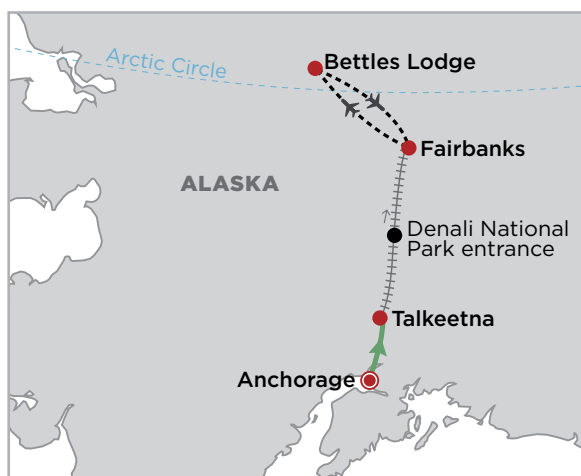 Bettles Lodge
Arctic Circle
Fairbanks
ALASKA
Denali National
Park entrance
Talkeetna
Anchorage